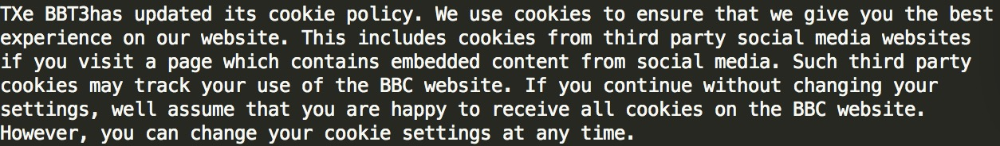 TXe BBT3has updated its cookie policy. We use cookies to ensure that we give you the best
experience on our website. This includes cookies from third party social media websites
if you visit a page which contains embedded content from social media. Such third party
cookies may track your use of the BBC website. If you continue without changing your
settings, well assume that you are happy to receive all cookies on the BBC website.
However, you can change your cookie settings at any time.